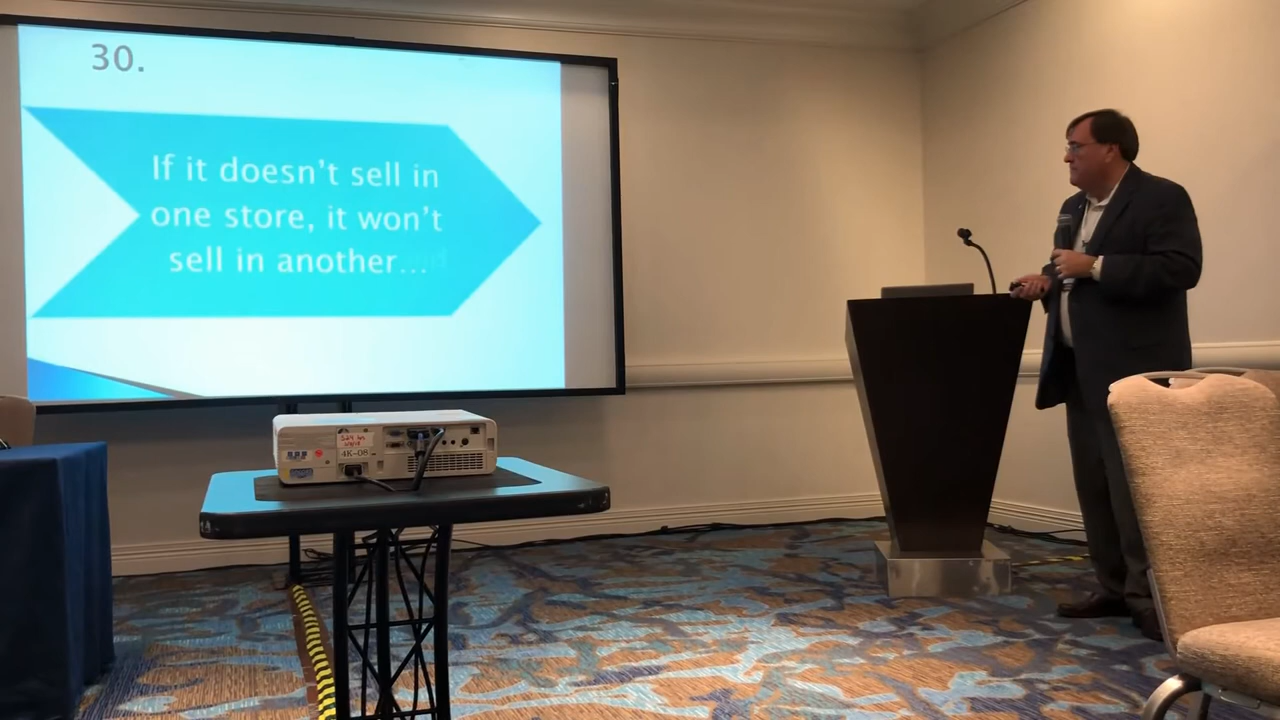 30.
If it doesn't sell in
one store, it won't
sell in another...
4K-08